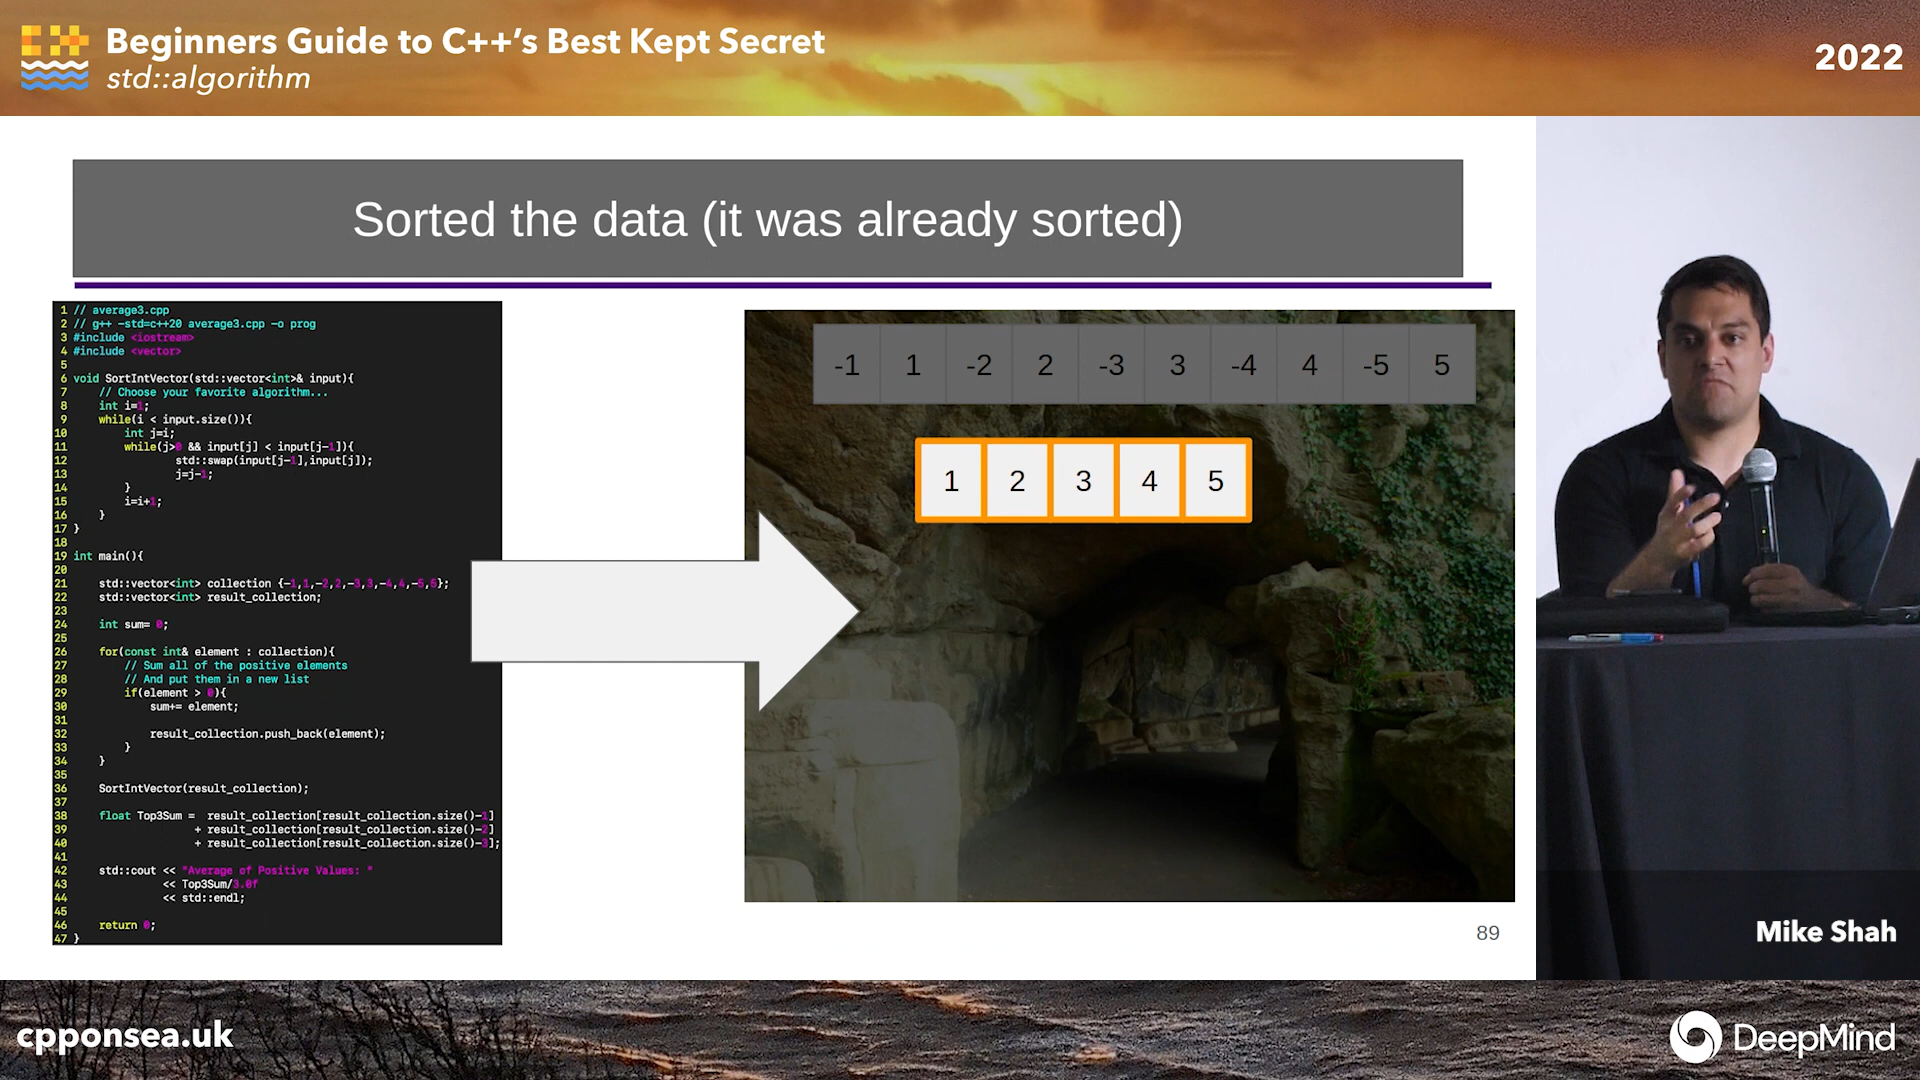 Beginners Guide to C++'s Best Kept Secret
std::algorithm
2022
Sorted the data (it was already sorted)
1 // average3.cpp
2 // g++ -std=c++20 average3.cpp -o prog
3 #include <iostream>
4 #include <vector>
5
6 void SortIntVector(std::vector<int>& input){
7 // Choose your favorite algorithm...
8 int i=1;
9 while(i < input.size()){
10 int j=i;
11 while(j>0 && input[j] < input[j-1]){
12 std::swap(input[j-1],input[j]);
13 j=j-1;
14 }
15 i=i+1;
16 }
17 }
18
19 int main(){
20
21 std::vector<int> collection {-1,1,-2,2,-3,3,-4,4,-5,5};
22 std::vector<int> result_collection;
23
24 int sum= 0;
25
26 for(const int& element : collection){
27 // Sum all of the positive elements
28 // And put them in a new list
29 if(element > 0){
30 sum+= element;
31
32 result_collection.push_back(element);
33 }
34 }
35
36 SortIntVector(result_collection);
37
38 float Top3Sum = result_collection[result_collection.size()-1]
39 + result_collection[result_collection.size()-2]
40 + result_collection[result_collection.size()-3];
41
42 std::cout << "Average of Positive Values: "
43 << Top3Sum/3.0f
44 << std::endl;
45
46 return 0;
47 }
-1 1 -2 2 -3 3 -4 4 -5 5
1 2 3 4 5
89
Mike Shah
cpponsea.uk
DeepMind